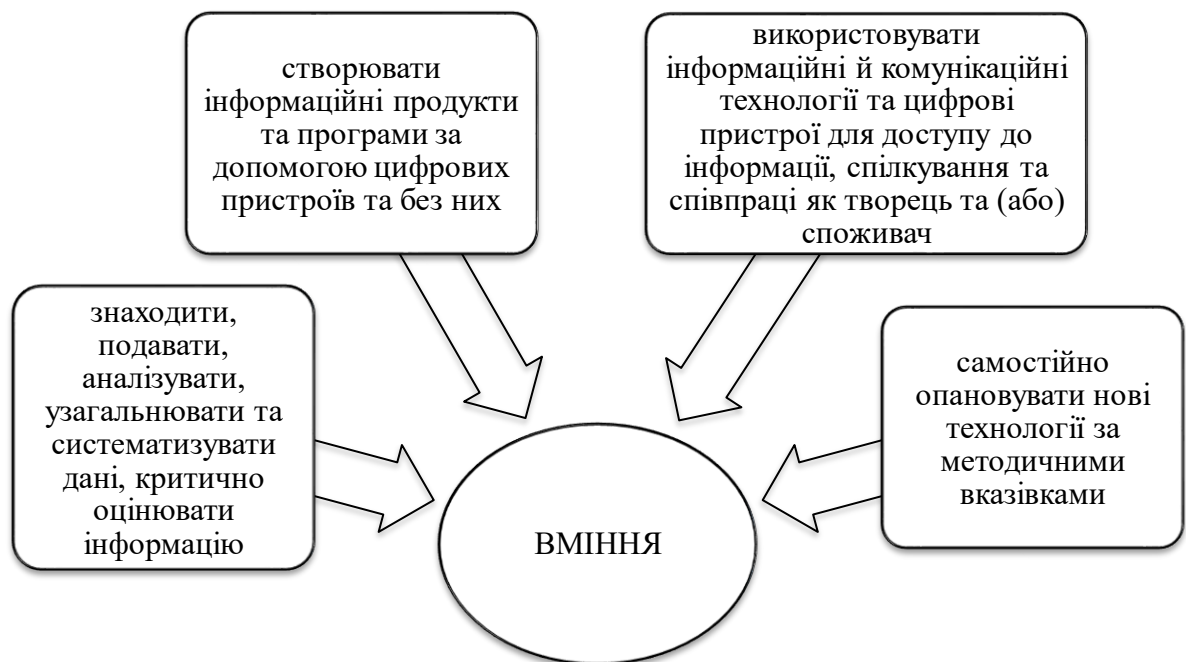 створювати
інформаційні продукти
та програми за
допомогою цифрових
пристроїв та без них
використовувати
інформаційні й комунікаційні
технології та цифрові
пристрої для доступу до
інформації, спілкування та
співпраці як творець та (або)
споживач
знаходити,
подавати,
аналізувати,
узагальнювати та
систематизувати
дані, критично
оцінювати
інформацію
самостійно
опановувати нові
технології за
методичними
вказівками
ВМІННЯ